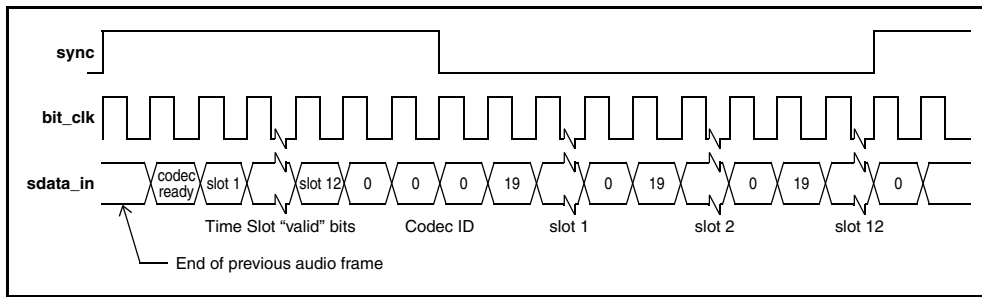 sync
bit_clk
sdata_in
codec ready
slot 1
slot 12
0
0
0
19
0
19
0
19
0
Time Slot “valid” bits
Codec ID
slot 1
slot 2
slot 12
End of previous audio frame